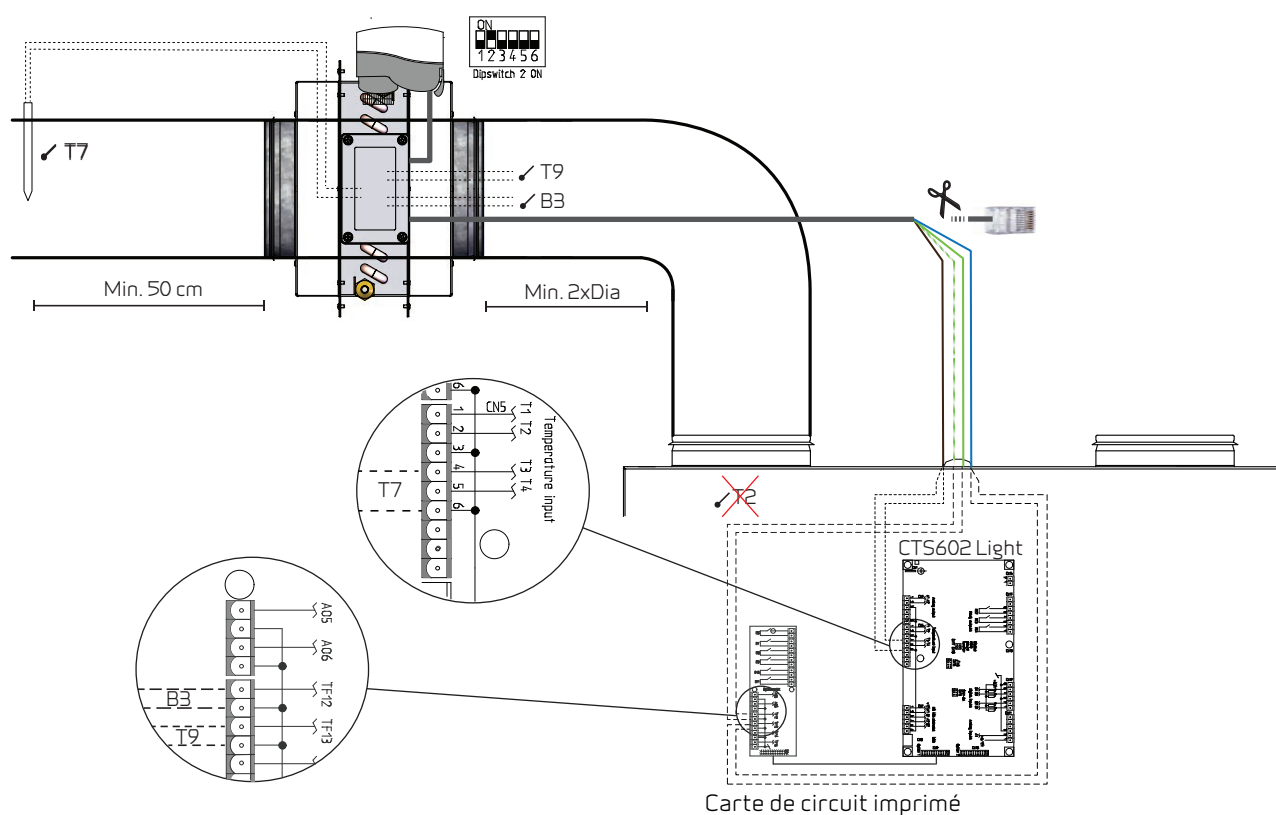 ON
1 2 3 4 5 6
Dipswitch 2 ON
T7
T9
B3
Min. 50 cm
Min. 2xDia
6
1
2
3
4
5
6
CN5
T1
T2
T3
T4
Temperature input
T7
T2
CTS602 Light
A05
A06
TF12
TF13
B3
T9
Carte de circuit imprimé